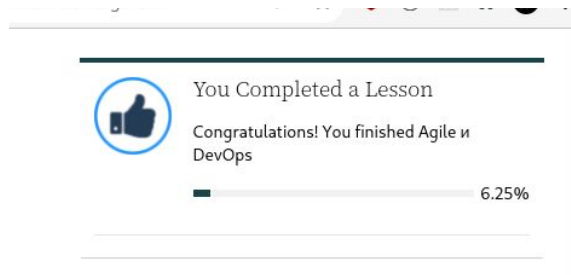 You Completed a Lesson
Congratulations! You finished Agile и
DevOps
6.25%